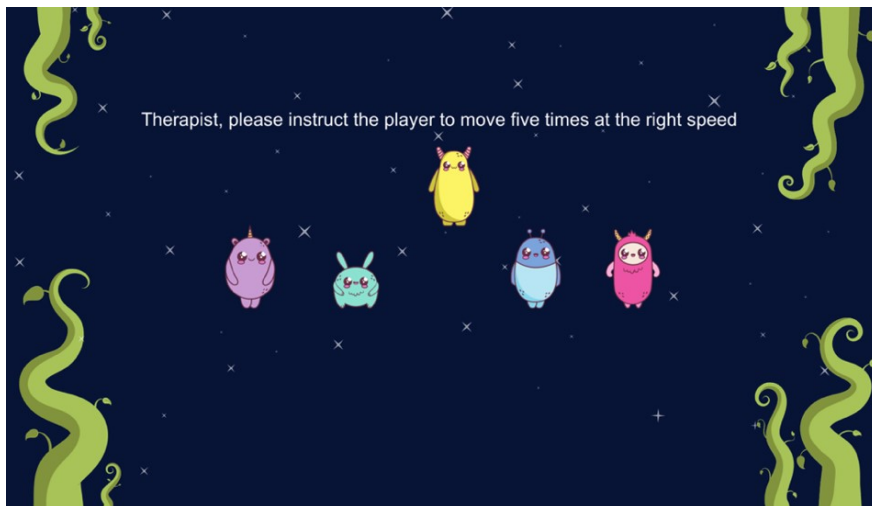 Therapist, please instruct the player to move five times at the right speed